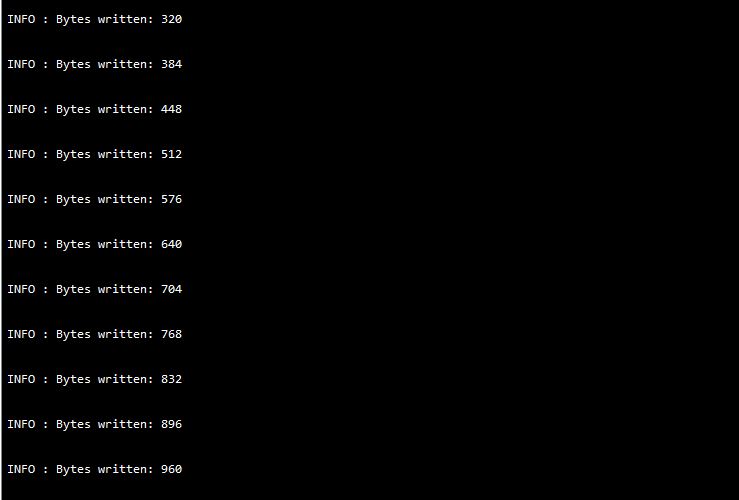 INFO : Bytes written: 320
INFO : Bytes written: 384
INFO : Bytes written: 448
INFO : Bytes written: 512
INFO : Bytes written: 576
INFO : Bytes written: 640
INFO : Bytes written: 704
INFO : Bytes written: 768
INFO : Bytes written: 832
INFO : Bytes written: 896
INFO : Bytes written: 960